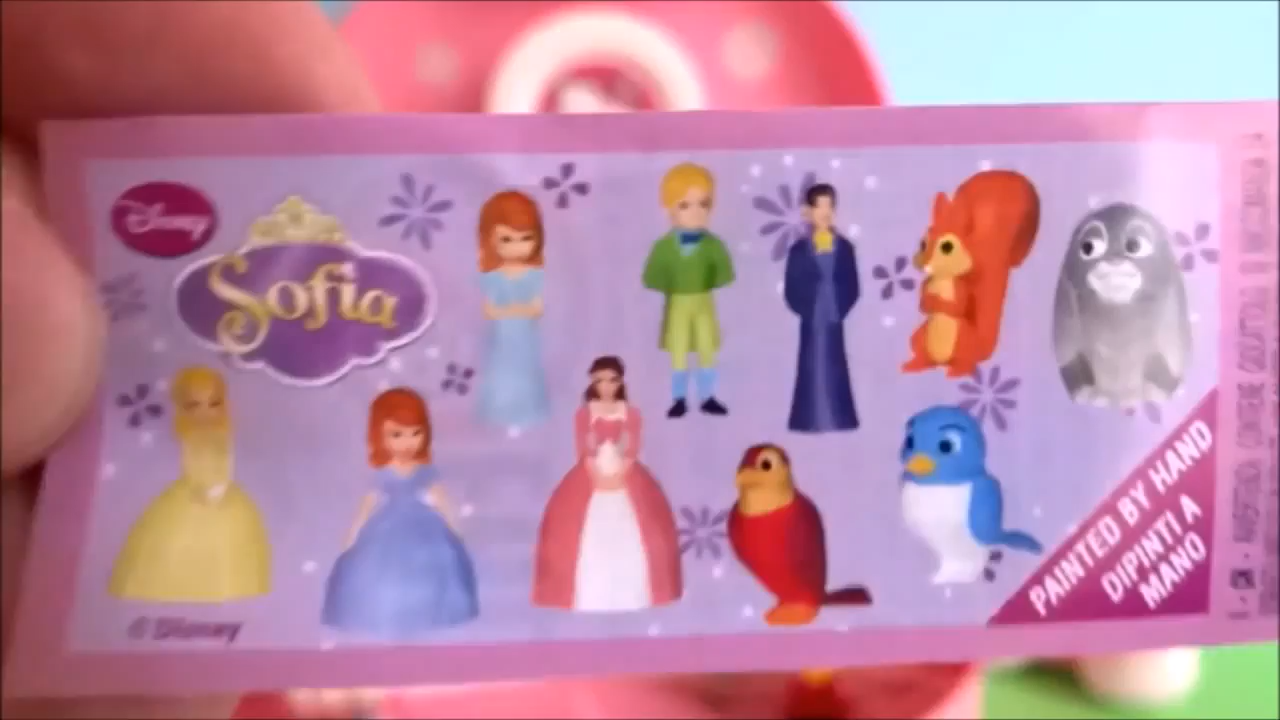 Disney
Sofia
PAINTED BY HAND
DIPINTI A
MANO
© Disney